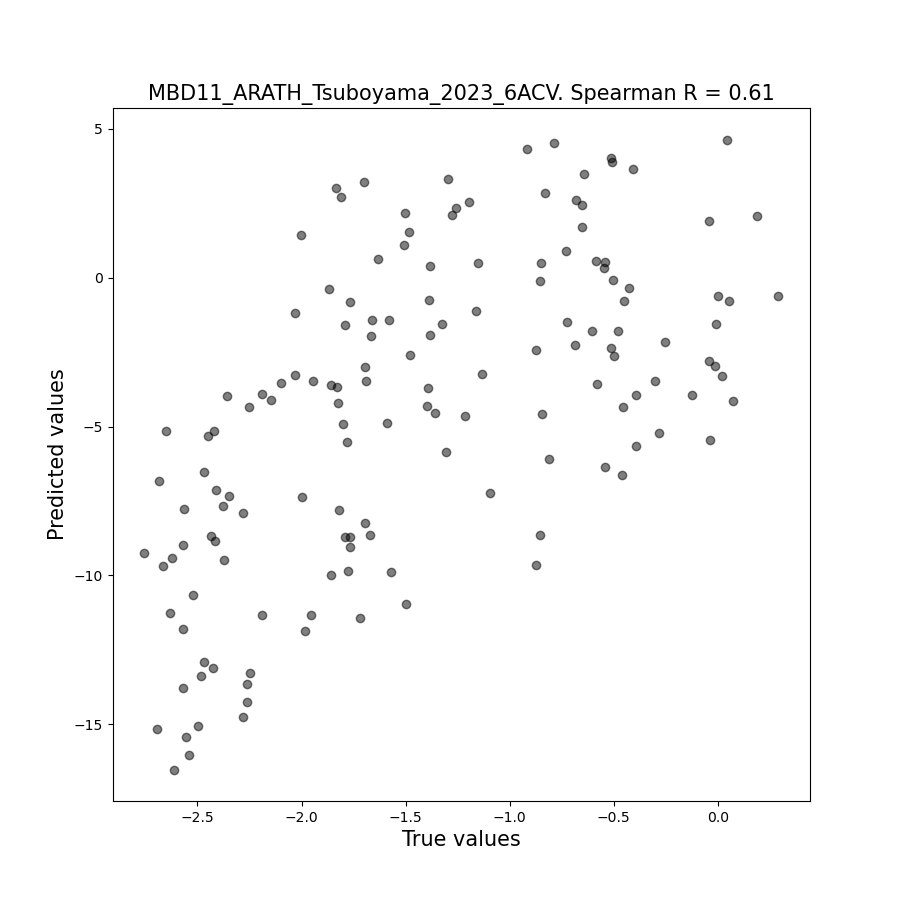 MBD11_ARATH_Tsuboyama_2023_6ACV. Spearman R = 0.61
5
0
−5
−10
−15
Predicted values
−2.5 −2.0 −1.5 −1.0 −0.5 0.0
True values